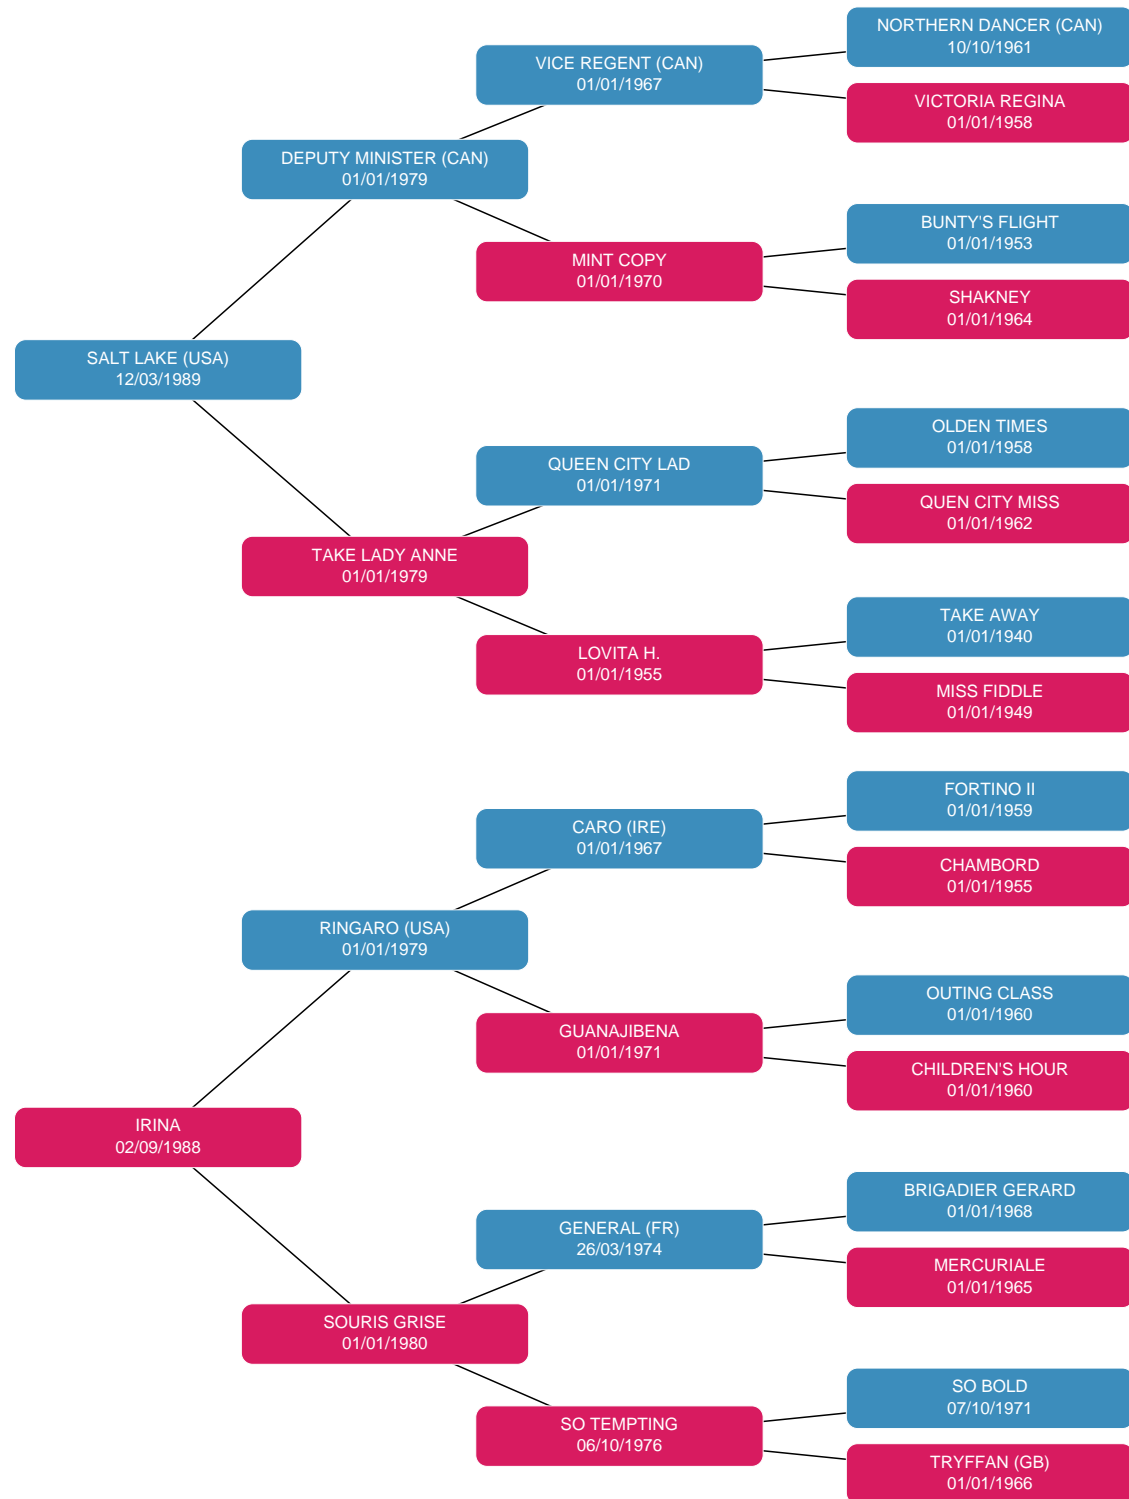 NORTHERN DANCER (CAN)
10/10/1961
VICE REGENT (CAN)
01/01/1967
VICTORIA REGINA
01/01/1958
DEPUTY MINISTER (CAN)
01/01/1979
BUNTY'S FLIGHT
01/01/1953
MINT COPY
01/01/1970
SHAKNEY
01/01/1964
SALT LAKE (USA)
12/03/1989
OLDEN TIMES
01/01/1958
QUEEN CITY LAD
01/01/1971
QUEN CITY MISS
01/01/1962
TAKE LADY ANNE
01/01/1979
TAKE AWAY
01/01/1940
LOVITA H.
01/01/1955
MISS FIDDLE
01/01/1949
FORTINO II
01/01/1959
CARO (IRE)
01/01/1967
CHAMBORD
01/01/1955
RINGARO (USA)
01/01/1979
OUTING CLASS
01/01/1960
GUANAJIBENA
01/01/1971
CHILDREN'S HOUR
01/01/1960
IRINA
02/09/1988
BRIGADIER GERARD
01/01/1968
GENERAL (FR)
26/03/1974
MERCURIALE
01/01/1965
SOURIS GRISE
01/01/1980
SO BOLD
07/10/1971
SO TEMPTING
06/10/1976
TRYFFAN (GB)
01/01/1966